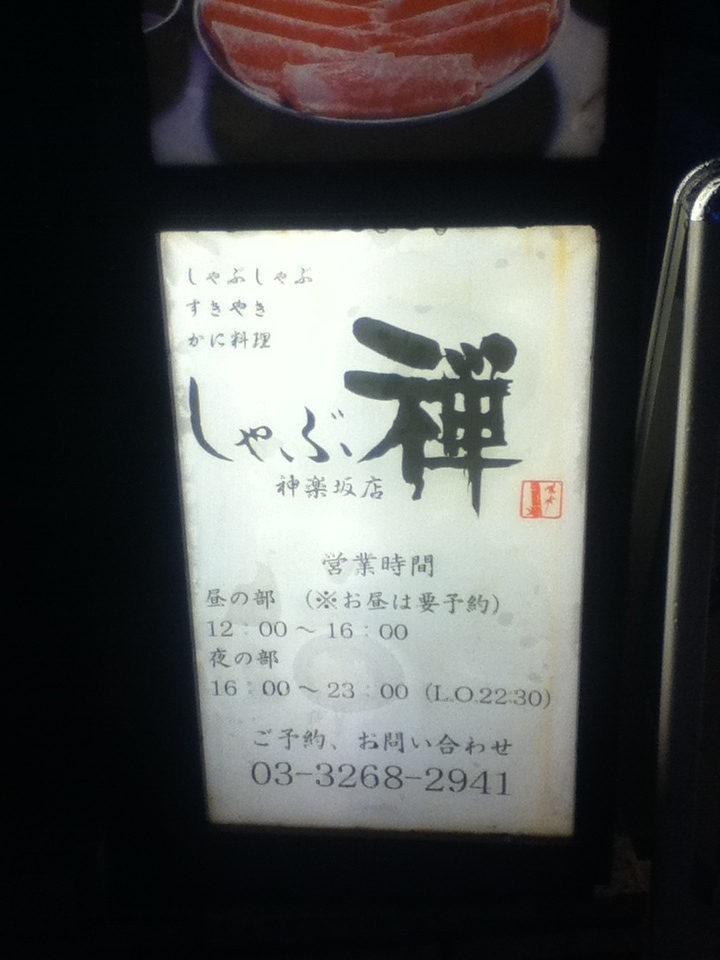 しゃぶしゃぶ
すきやき
かに料理
しゃぶ禅
神楽坂店
営業時間
昼の部 (※お昼は要予約)
12:00~16:00
夜の部
16:00~23:00 (L.O.22:30)
ご予約、お問い合わせ
03-3268-2941